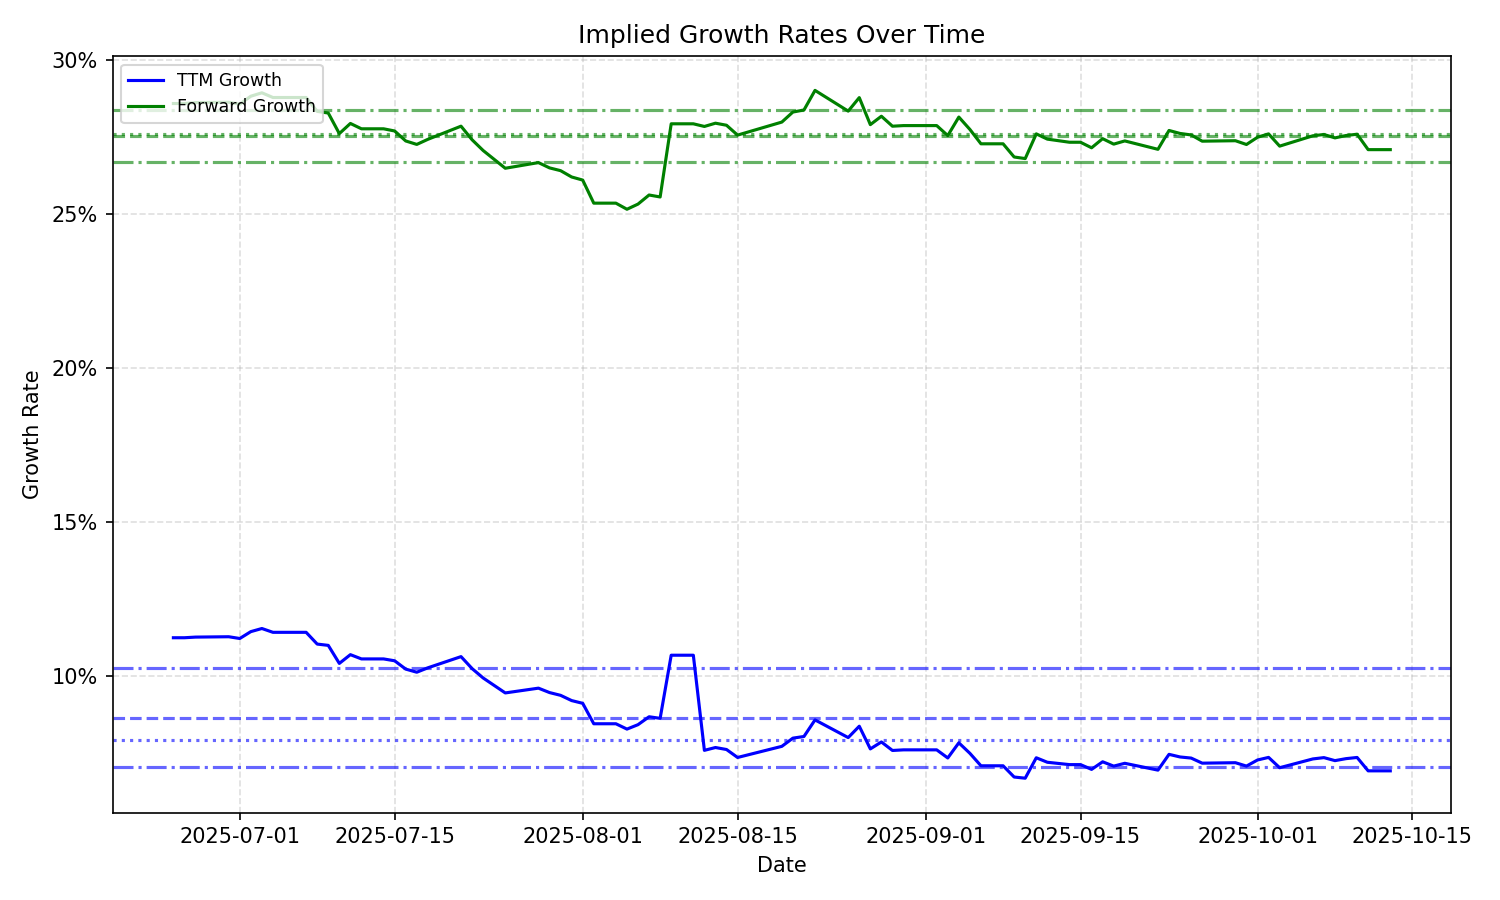 Implied Growth Rates Over Time
TTM Growth
Forward Growth
Growth Rate
30%
25%
20%
15%
10%
2025-07-01
2025-07-15
2025-08-01
2025-08-15
2025-09-01
2025-09-15
2025-10-01
2025-10-15
Date